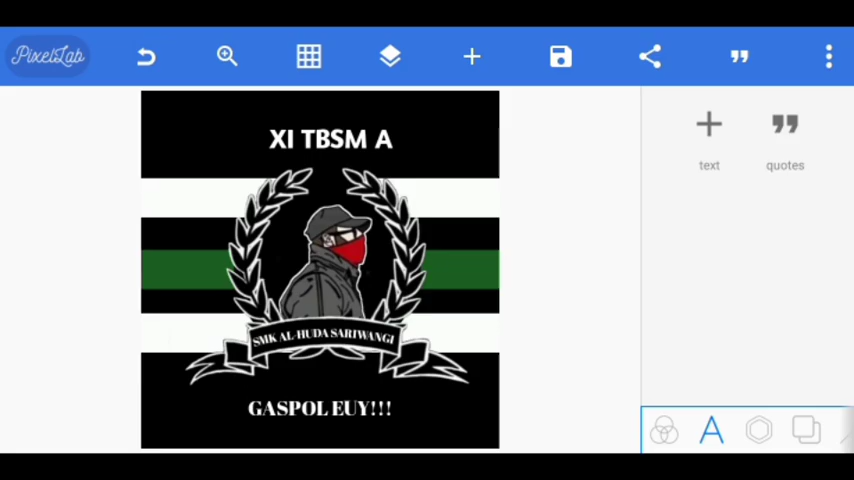 PixelLab
XI TBSM A
text
quotes
SMK AL-HUDA SARIWANGI
GASPOL EUY!!!